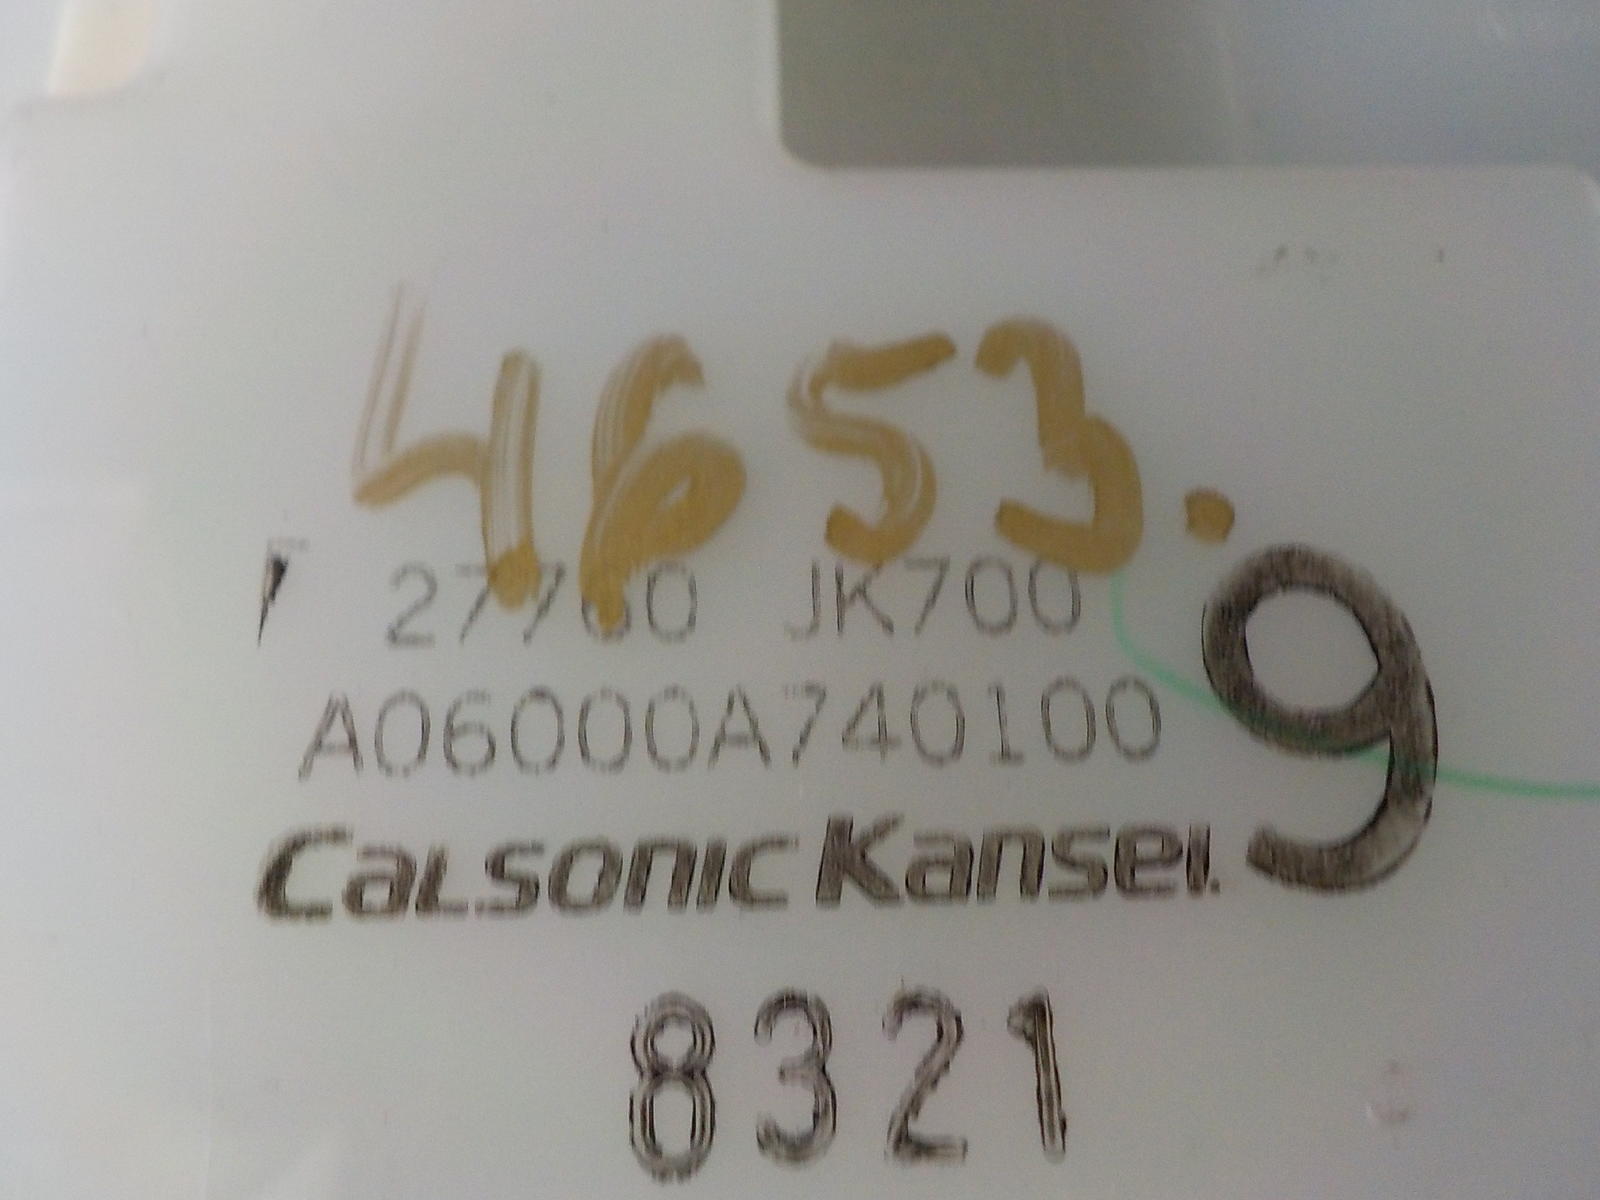 4653.
27760 JK700
A06000A740100
9
CaLsonic Kansei.
8321